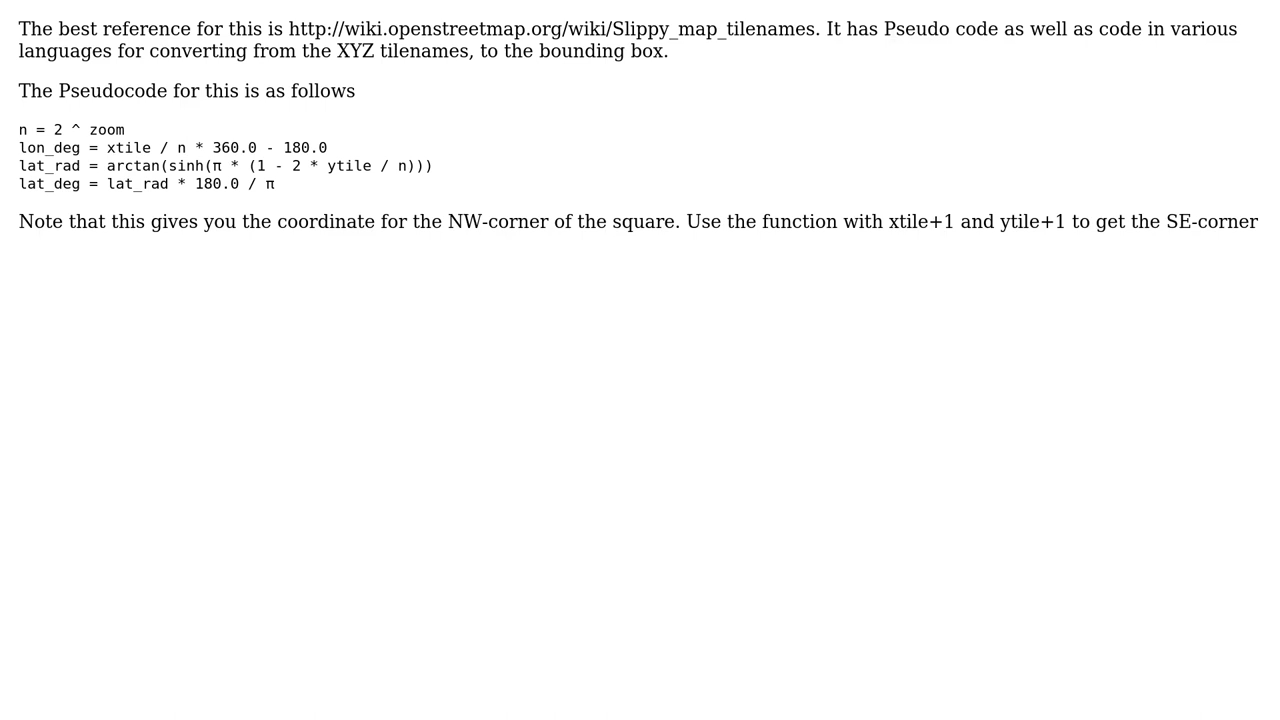 The best reference for this is http://wiki.openstreetmap.org/wiki/Slippy_map_tilenames. It has Pseudo code as well as code in various
languages for converting from the XYZ tilenames, to the bounding box.
The Pseudocode for this is as follows
n = 2 ^ zoom
lon_deg = xtile / n * 360.0 - 180.0
lat_rad = arctan(sinh(π * (1 - 2 * ytile / n)))
lat_deg = lat_rad * 180.0 / π
Note that this gives you the coordinate for the NW-corner of the square. Use the function with xtile+1 and ytile+1 to get the SE-corner